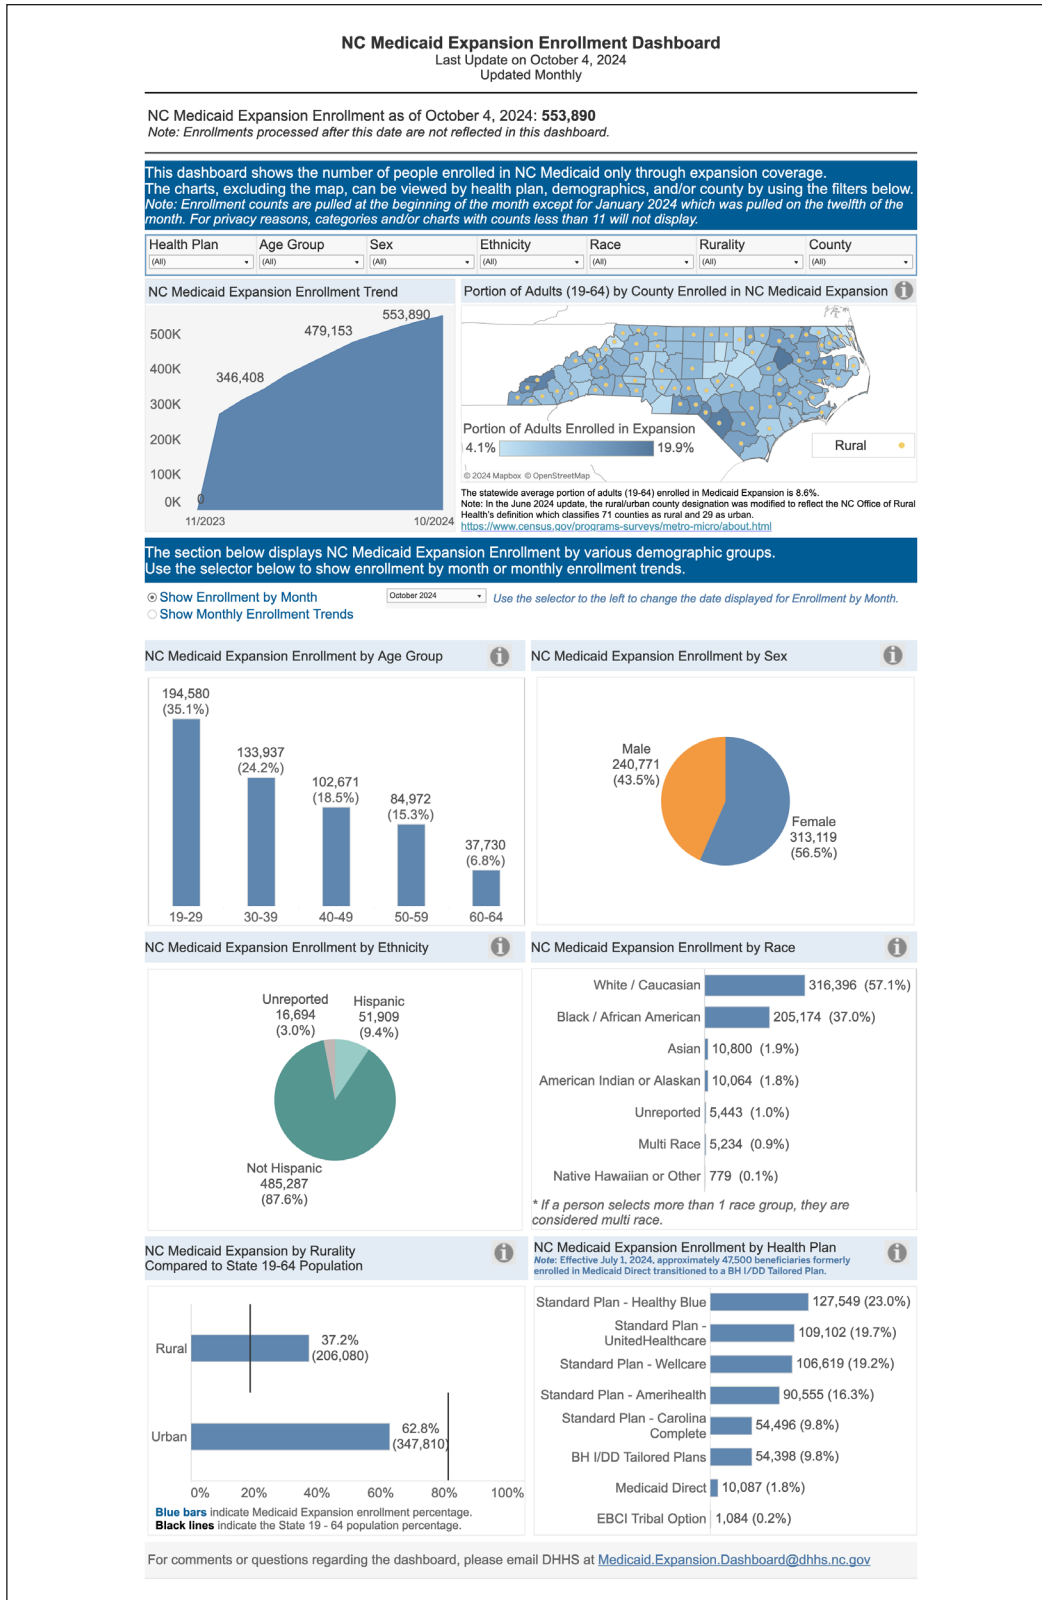 NC Medicaid Expansion Enrollment Dashboard
Last Update on October 4, 2024
Updated Monthly
NC Medicaid Expansion Enrollment as of October 4, 2024: 553,890
Note: Enrollments processed after this date are not reflected in this dashboard.
This dashboard shows the number of people enrolled in NC Medicaid only through expansion coverage.
The charts, excluding the map, can be viewed by health plan, demographics, and/or county by using the filters below.
Note: Enrollment counts are pulled at the beginning of the month except for January 2024 which was pulled on the twelfth of the
month. For privacy reasons, categories and/or charts with counts less than 11 will not display.
Health Plan Age Group Sex Ethnicity Race Rurality County
(All) (All) (All) (All) (All) (All) (All)
NC Medicaid Expansion Enrollment Trend
500K
400K
300K
200K
100K
0K
553,890
479,153
346,408
0
11/2023 10/2024
Portion of Adults (19-64) by County Enrolled in NC Medicaid Expansion
Portion of Adults Enrolled in Expansion
4.1% 19.9%
Rural
© 2024 Mapbox © OpenStreetMap
The statewide average portion of adults (19-64) enrolled in Medicaid Expansion is 8.6%.
Note: In the June 2024 update, the rural/urban county designation was modified to reflect the NC Office of Rural
Health's definition which classifies 71 counties as rural and 29 as urban.
https://www.census.gov/programs-surveys/metro-micro/about.html
The section below displays NC Medicaid Expansion Enrollment by various demographic groups.
Use the selector below to show enrollment by month or monthly enrollment trends.
Show Enrollment by Month
Show Monthly Enrollment Trends
October 2024
Use the selector to the left to change the date displayed for Enrollment by Month.
NC Medicaid Expansion Enrollment by Age Group
194,580
(35.1%)
133,937
(24.2%)
102,671
(18.5%)
84,972
(15.3%)
37,730
(6.8%)
19-29 30-39 40-49 50-59 60-64
NC Medicaid Expansion Enrollment by Sex
Male
240,771
(43.5%)
Female
313,119
(56.5%)
NC Medicaid Expansion Enrollment by Ethnicity
Unreported
16,694
(3.0%)
Hispanic
51,909
(9.4%)
Not Hispanic
485,287
(87.6%)
NC Medicaid Expansion Enrollment by Race
White / Caucasian 316,396 (57.1%)
Black / African American 205,174 (37.0%)
Asian 10,800 (1.9%)
American Indian or Alaskan 10,064 (1.8%)
Unreported 5,443 (1.0%)
Multi Race 5,234 (0.9%)
Native Hawaiian or Other 779 (0.1%)
* If a person selects more than 1 race group, they are
considered multi race.
NC Medicaid Expansion by Rurality
Compared to State 19-64 Population
Rural
37.2%
(206,080)
Urban
62.8%
(347,810)
0% 20% 40% 60% 80% 100%
Blue bars indicate Medicaid Expansion enrollment percentage.
Black lines indicate the State 19 - 64 population percentage.
NC Medicaid Expansion Enrollment by Health Plan
Note: Effective July 1, 2024, approximately 47,500 beneficiaries formerly
enrolled in Medicaid Direct transitioned to a BH I/DD Tailored Plan.
Standard Plan - Healthy Blue 127,549 (23.0%)
Standard Plan -
UnitedHealthcare 109,102 (19.7%)
Standard Plan - Wellcare 106,619 (19.2%)
Standard Plan - Amerihealth 90,555 (16.3%)
Standard Plan - Carolina
Complete 54,496 (9.8%)
BH I/DD Tailored Plans 54,398 (9.8%)
Medicaid Direct 10,087 (1.8%)
EBCI Tribal Option 1,084 (0.2%)
For comments or questions regarding the dashboard, please email DHHS at Medicaid.Expansion.Dashboard@dhhs.nc.gov